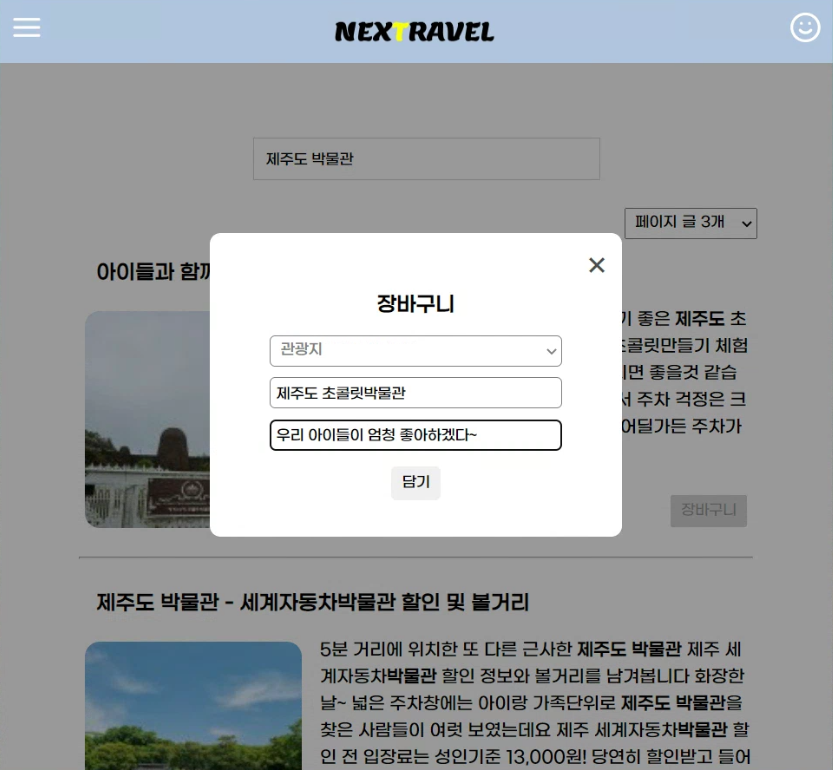 NEXTRAVEL
제주도 박물관
페이지 글 3개
아이들과 함께
기 좋은 제주도 초
초콜릿만들기 체험
면 좋을것 같습
서 주차 걱정은 크
어딜가든 주차가
장바구니
장바구니
관광지
제주도 초콜릿박물관
우리 아이들이 엄청 좋아하겠다~
담기
제주도 박물관 - 세계자동차박물관 할인 및 볼거리
5분 거리에 위치한 또 다른 근사한 제주도 박물관 제주 세
계자동차박물관 할인 정보와 볼거리를 남겨봅니다 화장한
날~ 넓은 주차창에는 아이랑 가족단위로 제주도 박물관을
찾은 사람들이 여럿 보였는데요 제주 세계자동차박물관 할
인 전 입장료는 성인기준 13,000원! 당연히 할인받고 들어